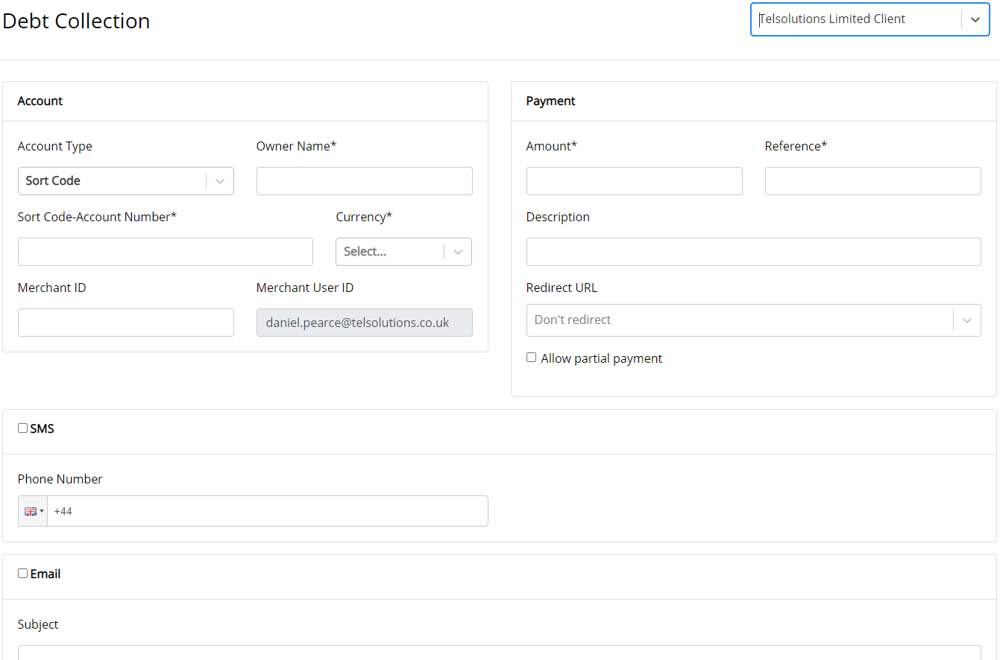 Debt Collection
Telsolutions Limited Client
Account
Account Type
Owner Name*
Sort Code
Sort Code-Account Number*
Currency*
Select...
Merchant ID
Merchant User ID
daniel.pearce@telsolutions.co.uk
Payment
Amount*
Reference*
Description
Redirect URL
Don't redirect
Allow partial payment
SMS
Phone Number
+44
Email
Subject